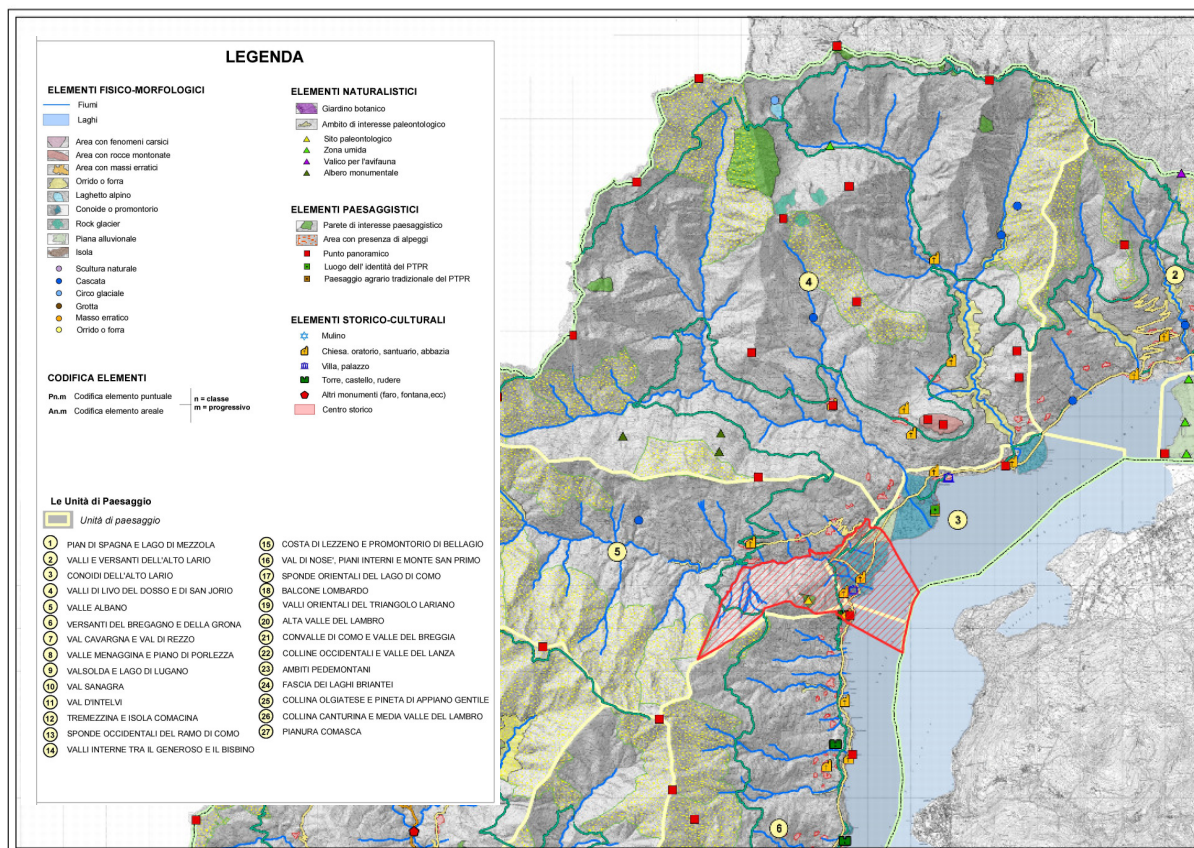 LEGENDA
ELEMENTI FISICO-MORFOLOGICI
Fiumi
Laghi
Area con fenomeni carsici
Area con rocce montonate
Area con massi erratici
Orrido o forra
Laghetto alpino
Conoide o promontorio
Rock glacier
Piana alluvionale
Isola
Scultura naturale
Cascata
Circo glaciale
Grotta
Masso erratico
Orrido o forra
CODIFICA ELEMENTI
Pn.m Codifica elemento puntuale
An.m Codifica elemento areale
n = classe
m = progressivo
ELEMENTI NATURALISTICI
Giardino botanico
Ambito di interesse paleontologico
Sito paleontologico
Zona umida
Valico per l'avifauna
Albero monumentale
ELEMENTI PAESAGGISTICI
Parete di interesse paesaggistico
Area con presenza di alpeggi
Punto panoramico
Luogo dell' identità del PTPR
Paesaggio agrario tradizionale del PTPR
ELEMENTI STORICO-CULTURALI
Mulino
Chiesa. oratorio, santuario, abbazia
Villa, palazzo
Torre, castello, rudere
Altri monumenti (faro, fontana,ecc)
Centro storico
Le Unità di Paesaggio
Unità di paesaggio
1 PIAN DI SPAGNA E LAGO DI MEZZOLA
2 VALLI E VERSANTI DELL'ALTO LARIO
3 CONOIDI DELL'ALTO LARIO
4 VALLI DI LIVO DEL DOSSO E DI SAN JORIO
5 VALLE ALBANO
6 VERSANTI DEL BREGAGNO E DELLA GRONA
7 VAL CAVARGNA E VAL DI REZZO
8 VALLE MENAGGINA E PIANO DI PORLEZZA
9 VALSOLDA E LAGO DI LUGANO
10 VAL SANAGRA
11 VAL D'INTELVI
12 TREMEZZINA E ISOLA COMACINA
13 SPONDE OCCIDENTALI DEL RAMO DI COMO
14 VALLI INTERNE TRA IL GENEROSO E IL BISBINO
15 COSTA DI LEZZENO E PROMONTORIO DI BELLAGIO
16 VAL DI NOSE', PIANI INTERNI E MONTE SAN PRIMO
17 SPONDE ORIENTALI DEL LAGO DI COMO
18 BALCONE LOMBARDO
19 VALLI ORIENTALI DEL TRIANGOLO LARIANO
20 ALTA VALLE DEL LAMBRO
21 CONVALLE DI COMO E VALLE DEL BREGGIA
22 COLLINE OCCIDENTALI E VALLE DEL LANZA
23 AMBITI PEDEMONTANI
24 FASCIA DEI LAGHI BRIANTEI
25 COLLINA OLGIATESE E PINETA DI APPIANO GENTILE
26 COLLINA CANTURINA E MEDIA VALLE DEL LAMBRO
27 PIANURA COMASCA
2
4
3
5
6